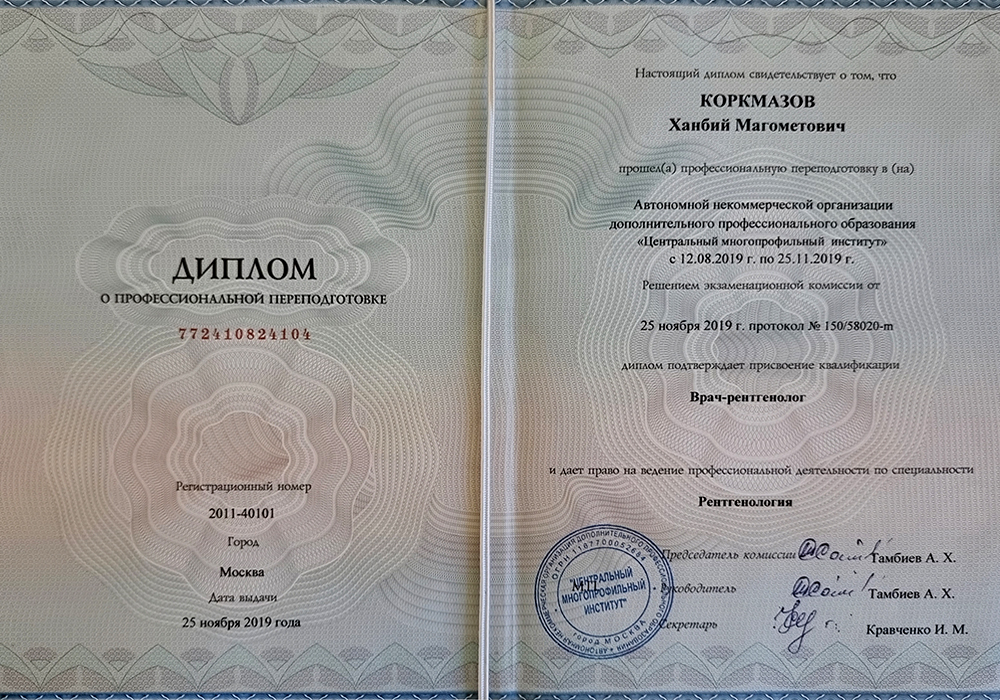 ДИПЛОМ
О ПРОФЕССИОНАЛЬНОЙ ПЕРЕПОДГОТОВКЕ
772410824104
Регистрационный номер
2011-40101
Город
Москва
Дата выдачи
25 ноября 2019 года
Настоящий диплом свидетельствует о том, что
КОРКМАЗОВ
Ханбий Магометович
прошел(а) профессиональную переподготовку в (на)
Автономной некоммерческой организации
дополнительного профессионального образования
«Центральный многопрофильный институт»
с 12.08.2019 г. по 25.11.2019 г.
Решением экзаменационной комиссии от
25 ноября 2019 г. протокол № 150/58020-m
диплом подтверждает присвоение квалификации
Врач-рентгенолог
и дает право на ведение профессиональной деятельности по специальности
Рентгенология
Председатель комиссии Тамбиев А. Х.
М.П.
Руководитель Тамбиев А. Х.
Секретарь Кравченко И. М.
"ЦЕНТРАЛЬНЫЙ
МНОГОПРОФИЛЬНЫЙ
ИНСТИТУТ"
город МОСКВА